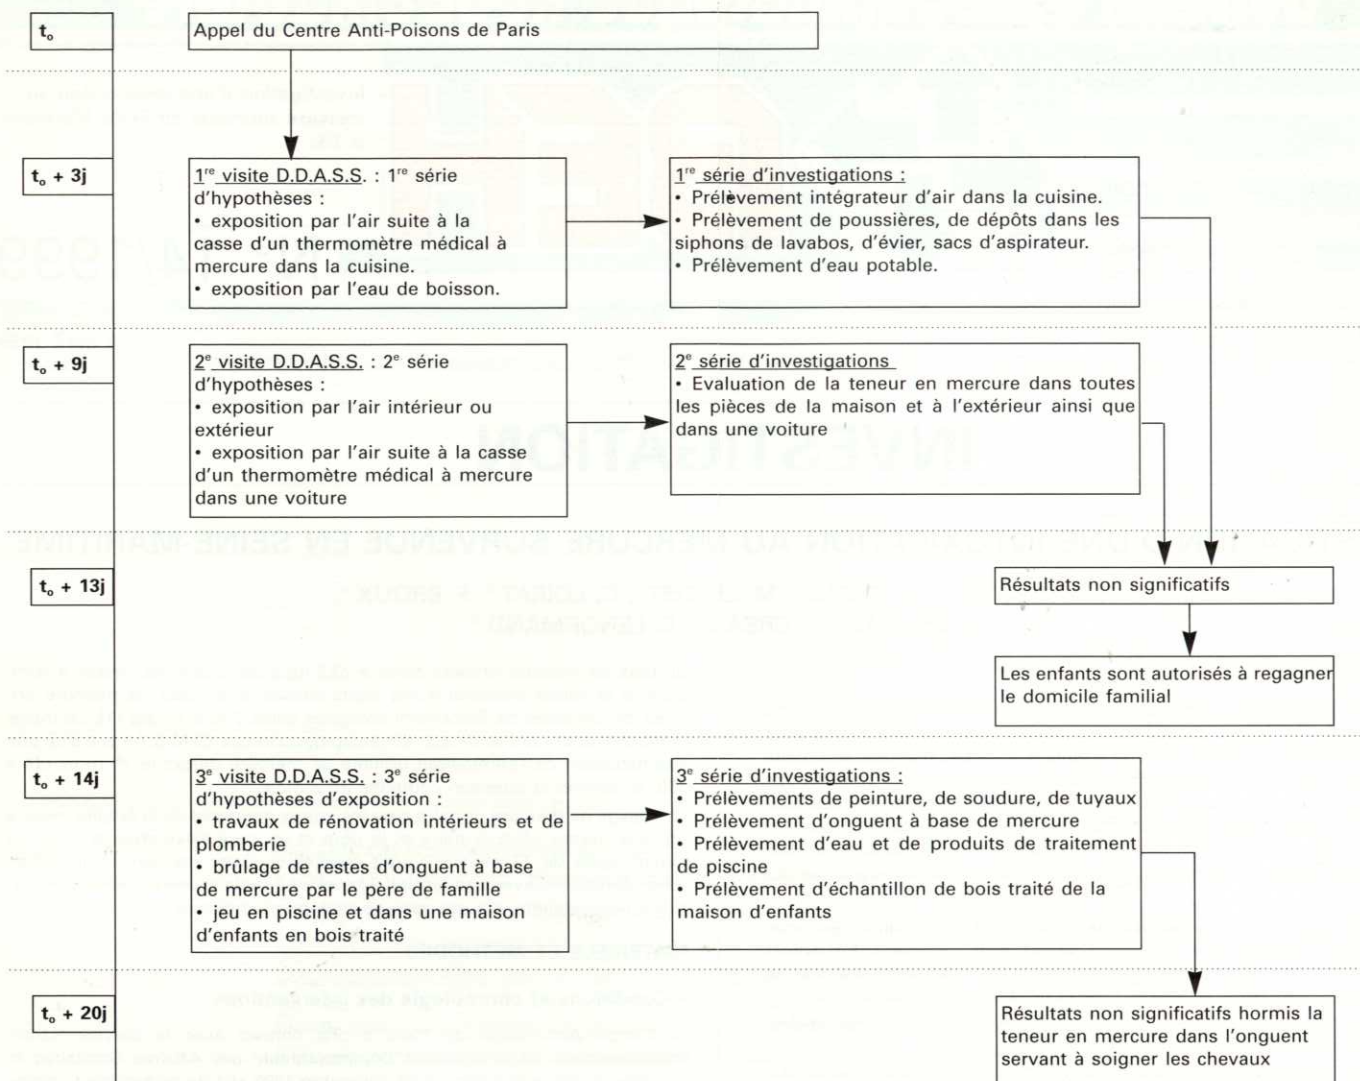 t₀
Appel du Centre Anti-Poisons de Paris
t₀ + 3j
1re visite D.D.A.S.S. : 1re série
d'hypothèses :
• exposition par l'air suite à la
casse d'un thermomètre médical à
mercure dans la cuisine.
• exposition par l'eau de boisson.
1re série d'investigations :
• Prélèvement intégrateur d'air dans la cuisine.
• Prélèvement de poussières, de dépôts dans les
siphons de lavabos, d'évier, sacs d'aspirateur.
• Prélèvement d'eau potable.
t₀ + 9j
2e visite D.D.A.S.S. : 2e série
d'hypothèses :
• exposition par l'air intérieur ou
extérieur
• exposition par l'air suite à la casse
d'un thermomètre médical à mercure
dans une voiture
2e série d'investigations
• Evaluation de la teneur en mercure dans toutes
les pièces de la maison et à l'extérieur ainsi que
dans une voiture
t₀ + 13j
Résultats non significatifs
Les enfants sont autorisés à regagner
le domicile familial
t₀ + 14j
3e visite D.D.A.S.S. : 3e série
d'hypothèses d'exposition :
• travaux de rénovation intérieurs et de
plomberie
• brûlage de restes d'onguent à base
de mercure par le père de famille
• jeu en piscine et dans une maison
d'enfants en bois traité
3e série d'investigations :
• Prélèvements de peinture, de soudure, de tuyaux
• Prélèvement d'onguent à base de mercure
• Prélèvement d'eau et de produits de traitement
de piscine
• Prélèvement d'échantillon de bois traité de la
maison d'enfants
t₀ + 20j
Résultats non significatifs hormis la
teneur en mercure dans l'onguent
servant à soigner les chevaux